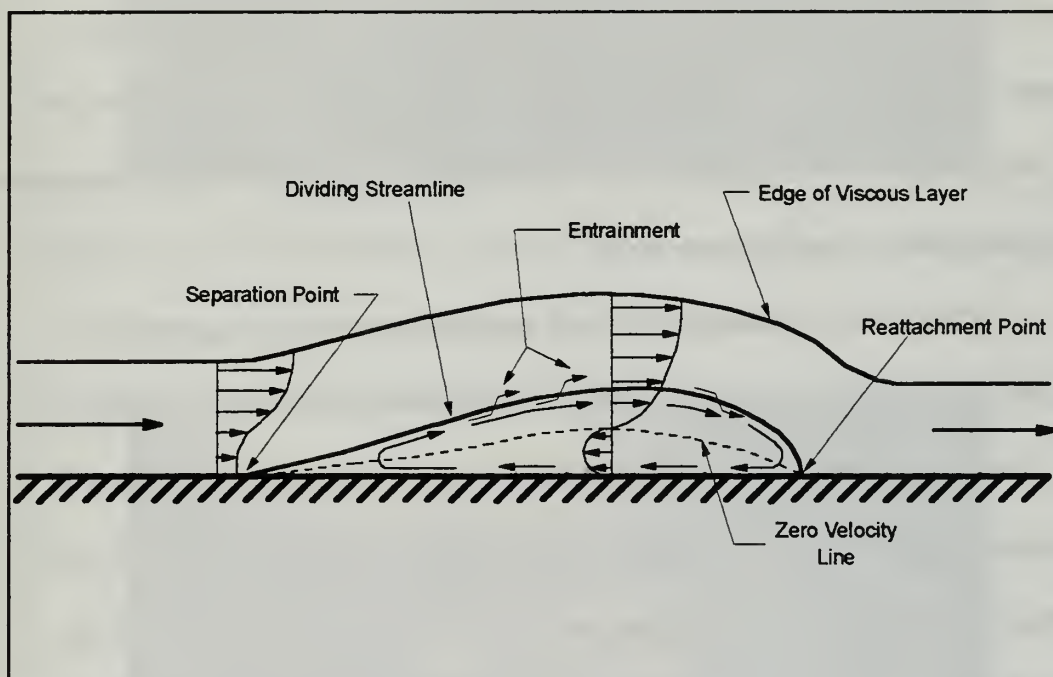 Dividing Streamline
Edge of Viscous Layer
Entrainment
Separation Point
Reattachment Point
Zero Velocity
Line